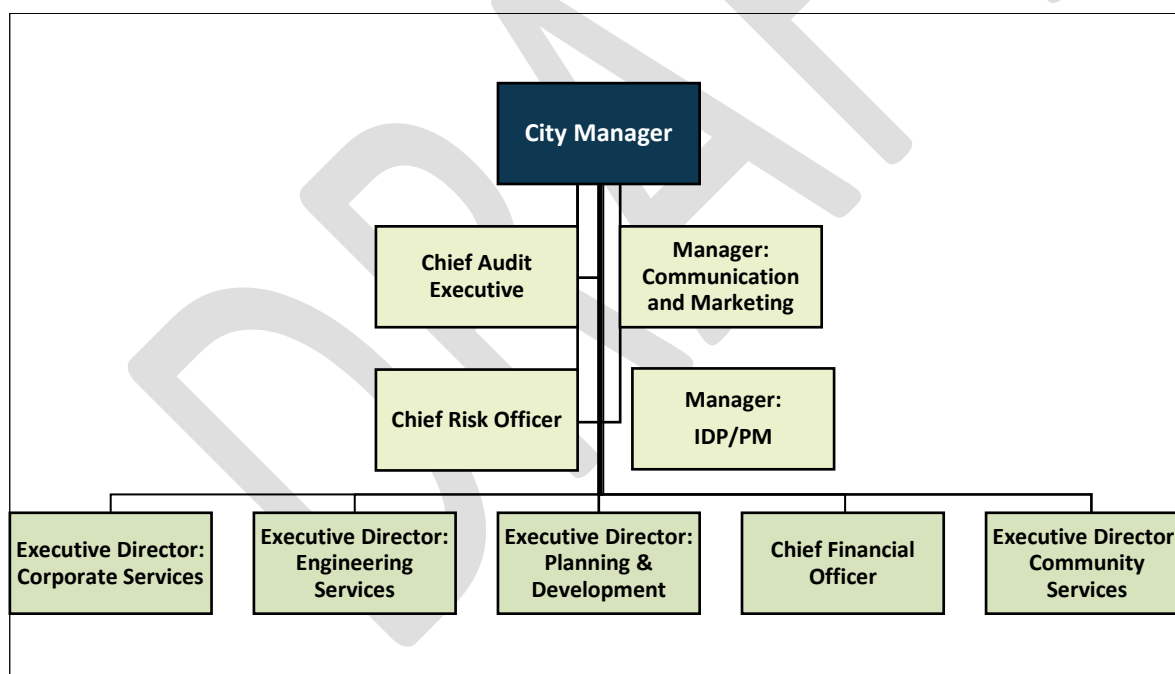 City Manager
Chief Audit
Executive
Manager:
Communication
and Marketing
Chief Risk Officer
Manager:
IDP/PM
Executive Director:
Corporate Services
Executive Director:
Engineering
Services
Executive Director:
Planning &
Development
Chief Financial
Officer
Executive Director
Community
Services
DRAF